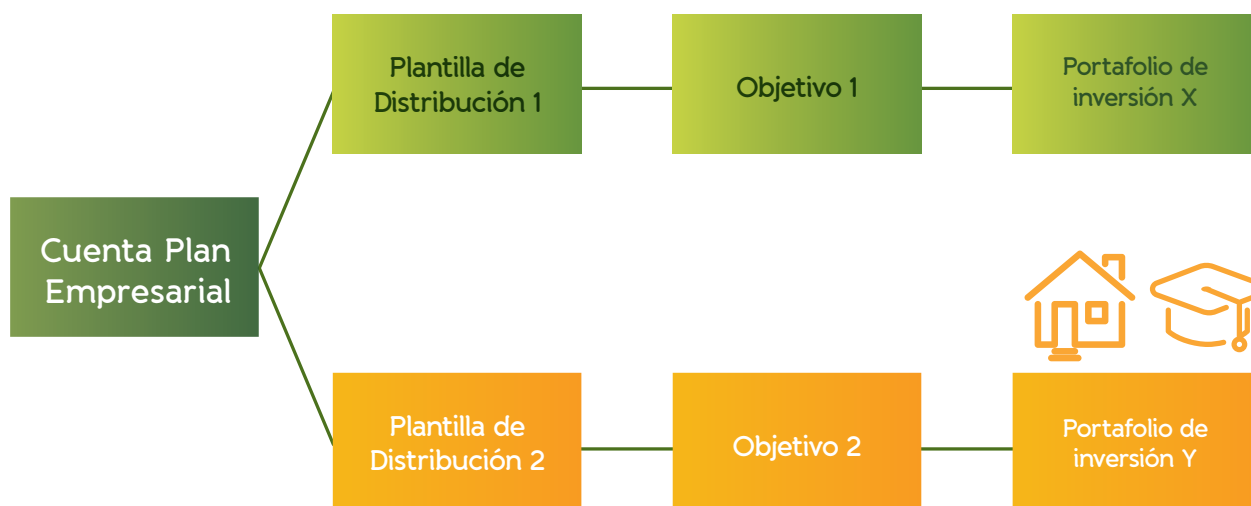 Plantilla de
Distribución 1
Objetivo 1
Portafolio de
inversión X
Cuenta Plan
Empresarial
Plantilla de
Distribución 2
Objetivo 2
Portafolio de
inversión Y